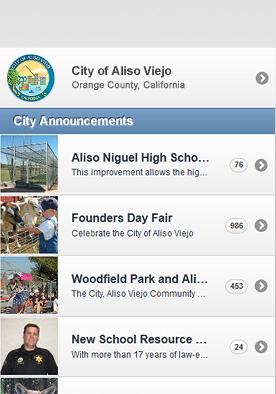 City of Aliso Viejo
Orange County, California
City Announcements
Aliso Niguel High Scho...
76
This improvement allows the hig...
Founders Day Fair
986
Celebrate the City of Aliso Viejo
Woodfield Park and Ali...
453
The City, Aliso Viejo Community ...
New School Resource ...
24
With more than 17 years of law-e...